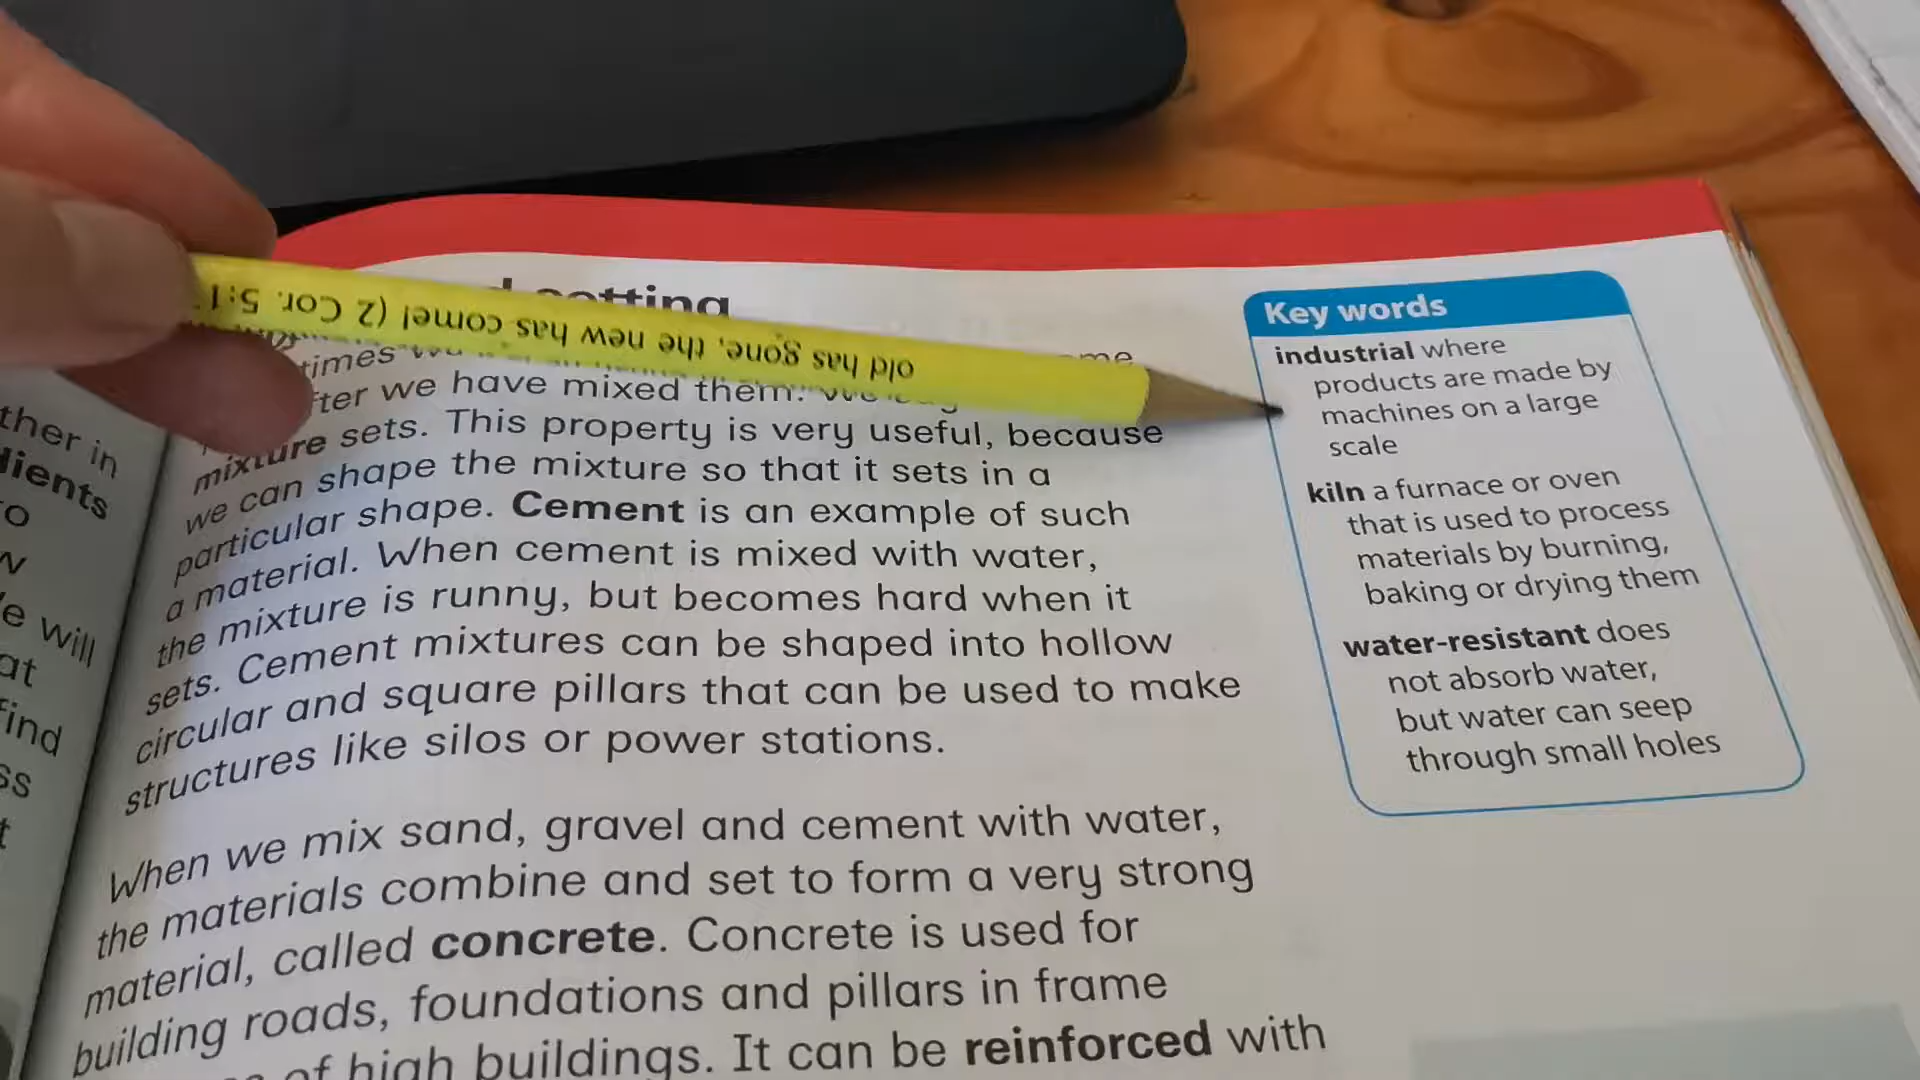 ther in
dients
will
at
find
ss
setting
times
me
after we have mixed them.
mixture sets. This property is very useful, because
we can shape the mixture so that it sets in a
particular shape. Cement is an example of such
a material. When cement is mixed with water,
the mixture is runny, but becomes hard when it
sets. Cement mixtures can be shaped into hollow
circular and square pillars that can be used to make
structures like silos or power stations.
When we mix sand, gravel and cement with water,
the materials combine and set to form a very strong
material, called concrete. Concrete is used for
building roads, foundations and pillars in frame
of high buildings. It can be reinforced with
Key words
industrial where
products are made by
machines on a large
scale
kiln a furnace or oven
that is used to process
materials by burning,
baking or drying them
water-resistant does
not absorb water,
but water can seep
through small holes
old has gone, the new has come! (2 Cor. 5:1